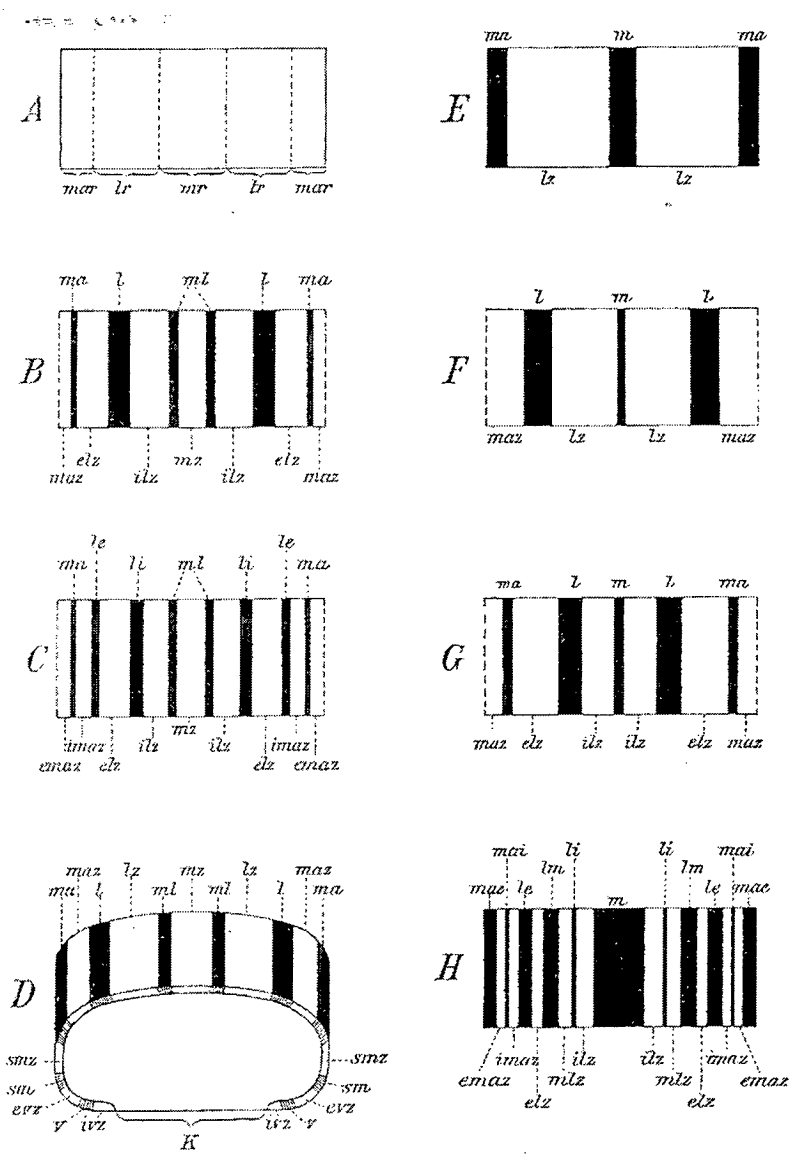 A
mar lr mr lr mar
ma m ma
E
lz lz
ma l ml l ma
B
elz mz elz
maz ilz ilz maz
l m l
F
maz lz lz maz
le le
ma li ml li ma
C
mz
imaz ilz ilz imaz
emaz elz elz emaz
ma l m l ma
G
maz elz ilz ilz elz maz
maz lz mz lz maz
ma l ml ml l ma
D
smz smz
sm sm
evz evz
v ivz ivz v
K
mai li li mai
mae le lm m lm le mae
H
imaz ilz ilz imaz
emaz mlz mlz emaz
elz elz